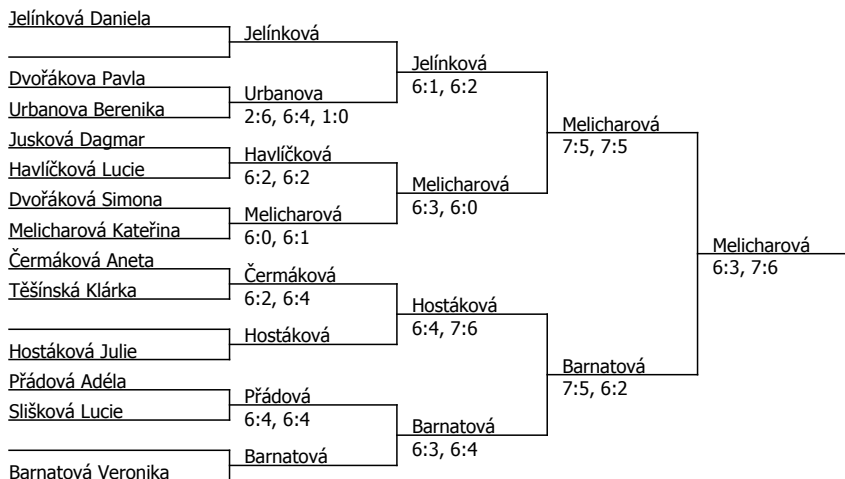 Jelínková Daniela
Dvořákova Pavla
Urbanova Berenika
Jusková Dagmar
Havlíčková Lucie
Dvořáková Simona
Melicharová Kateřina
Čermáková Aneta
Těšínská Klárka
Hostáková Julie
Přádová Adéla
Slišková Lucie
Barnatová Veronika
Jelínková
Urbanova
2:6, 6:4, 1:0
Havlíčková
6:2, 6:2
Melicharová
6:0, 6:1
Čermáková
6:2, 6:4
Hostáková
Přádová
6:4, 6:4
Barnatová
Jelínková
6:1, 6:2
Melicharová
6:3, 6:0
Hostáková
6:4, 7:6
Barnatová
6:3, 6:4
Melicharová
7:5, 7:5
Barnatová
7:5, 6:2
Melicharová
6:3, 7:6